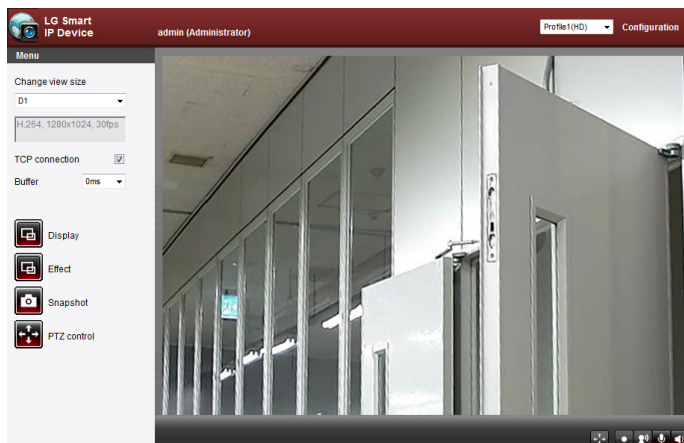 LG Smart
IP Device
admin (Administrator)
Profile1(HD)
Configuration
Menu
Change view size
D1
H.264, 1280x1024, 30fps
TCP connection
Buffer
0ms
Display
Effect
Snapshot
PTZ control